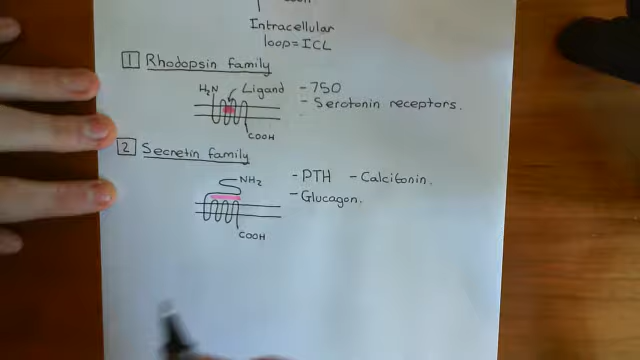 Intracellular
loop = ICL
1 Rhodopsin family
H₂N Ligand - 750
- Serotonin receptors.
COOH
2 Secretin family
NH₂ - PTH - Calcitonin.
- Glucagon.
COOH